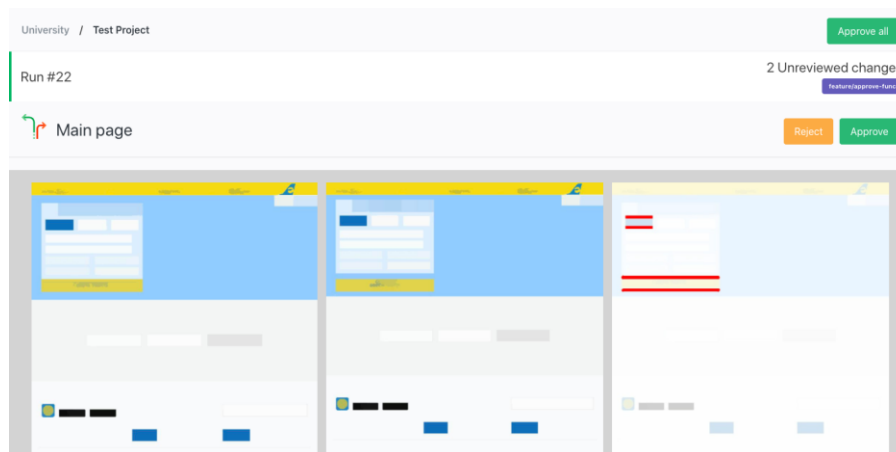 University / Test Project
Approve all
Run #22
2 Unreviewed change
feature/approve-func
Main page
Reject
Approve